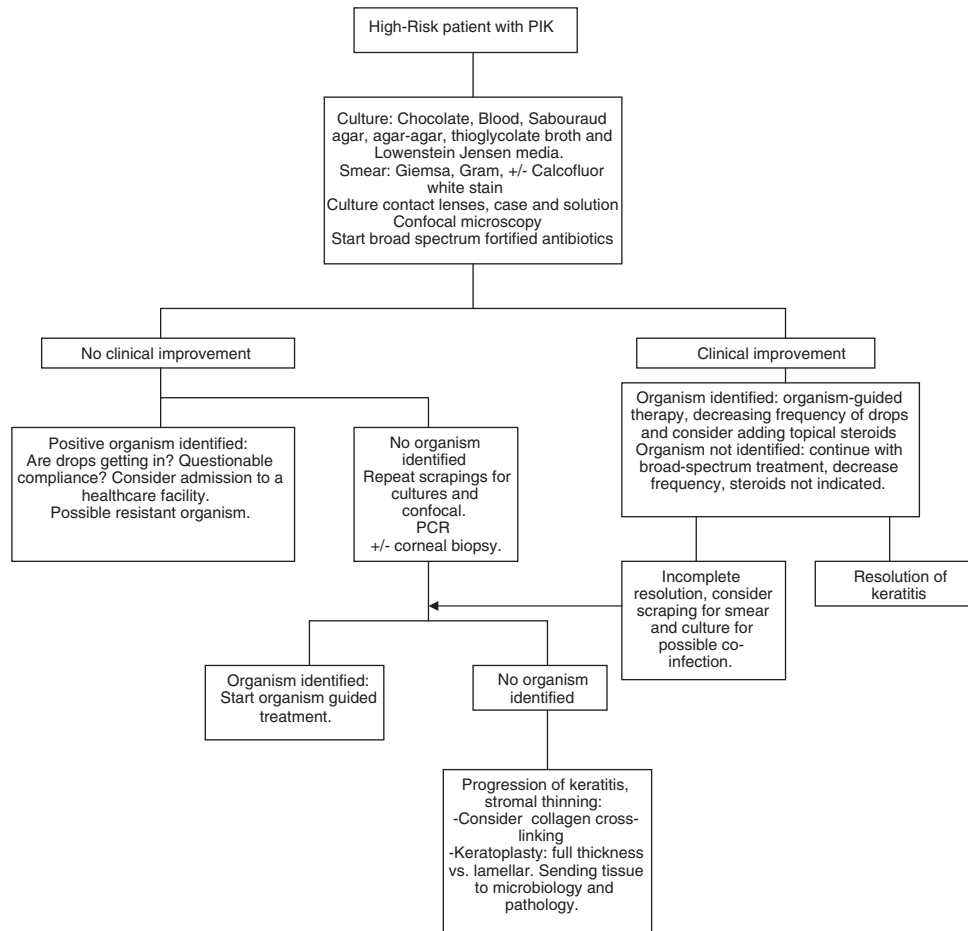 High-Risk patient with PIK
Culture: Chocolate, Blood, Sabouraud
agar, agar-agar, thioglycolate broth and
Lowenstein Jensen media.
Smear: Giemsa, Gram, +/- Calcofluor
white stain
Culture contact lenses, case and solution
Confocal microscopy
Start broad spectrum fortified antibiotics
No clinical improvement
Clinical improvement
Positive organism identified:
Are drops getting in? Questionable
compliance? Consider admission to a
healthcare facility.
Possible resistant organism.
No organism
identified
Repeat scrapings for
cultures and
confocal.
PCR
+/- corneal biopsy.
Organism identified: organism-guided
therapy, decreasing frequency of drops
and consider adding topical steroids
Organism not identified: continue with
broad-spectrum treatment, decrease
frequency, steroids not indicated.
Incomplete
resolution, consider
scraping for smear
and culture for
possible co-
infection.
Resolution of
keratitis
Organism identified:
Start organism guided
treatment.
No organism
identified
Progression of keratitis,
stromal thinning:
-Consider collagen cross-
linking
-Keratoplasty: full thickness
vs. lamellar. Sending tissue
to microbiology and
pathology.